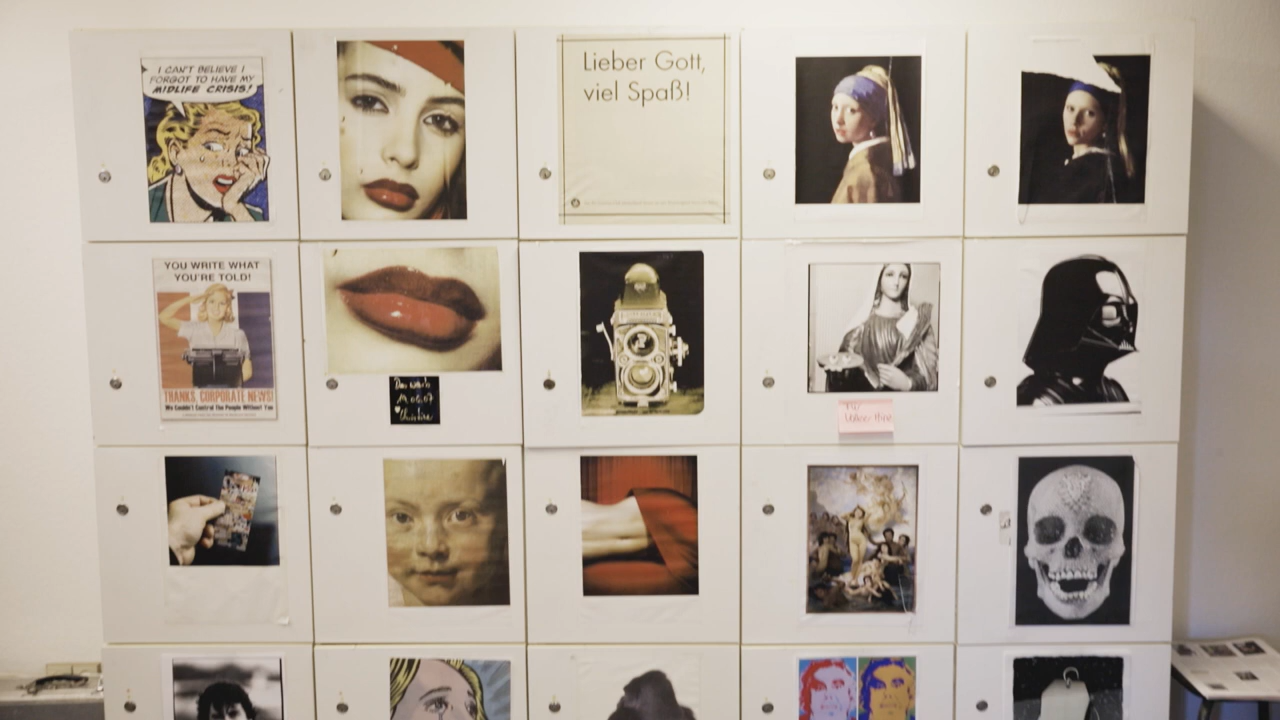 I CAN'T BELIEVE I
FORGOT TO HAVE MY
MIDLIFE CRISIS!
Lieber Gott,
viel Spaß!
YOU WRITE WHAT
YOU'RE TOLD!
THANKS, CORPORATE NEWS!
We Couldn't Control The People Without You